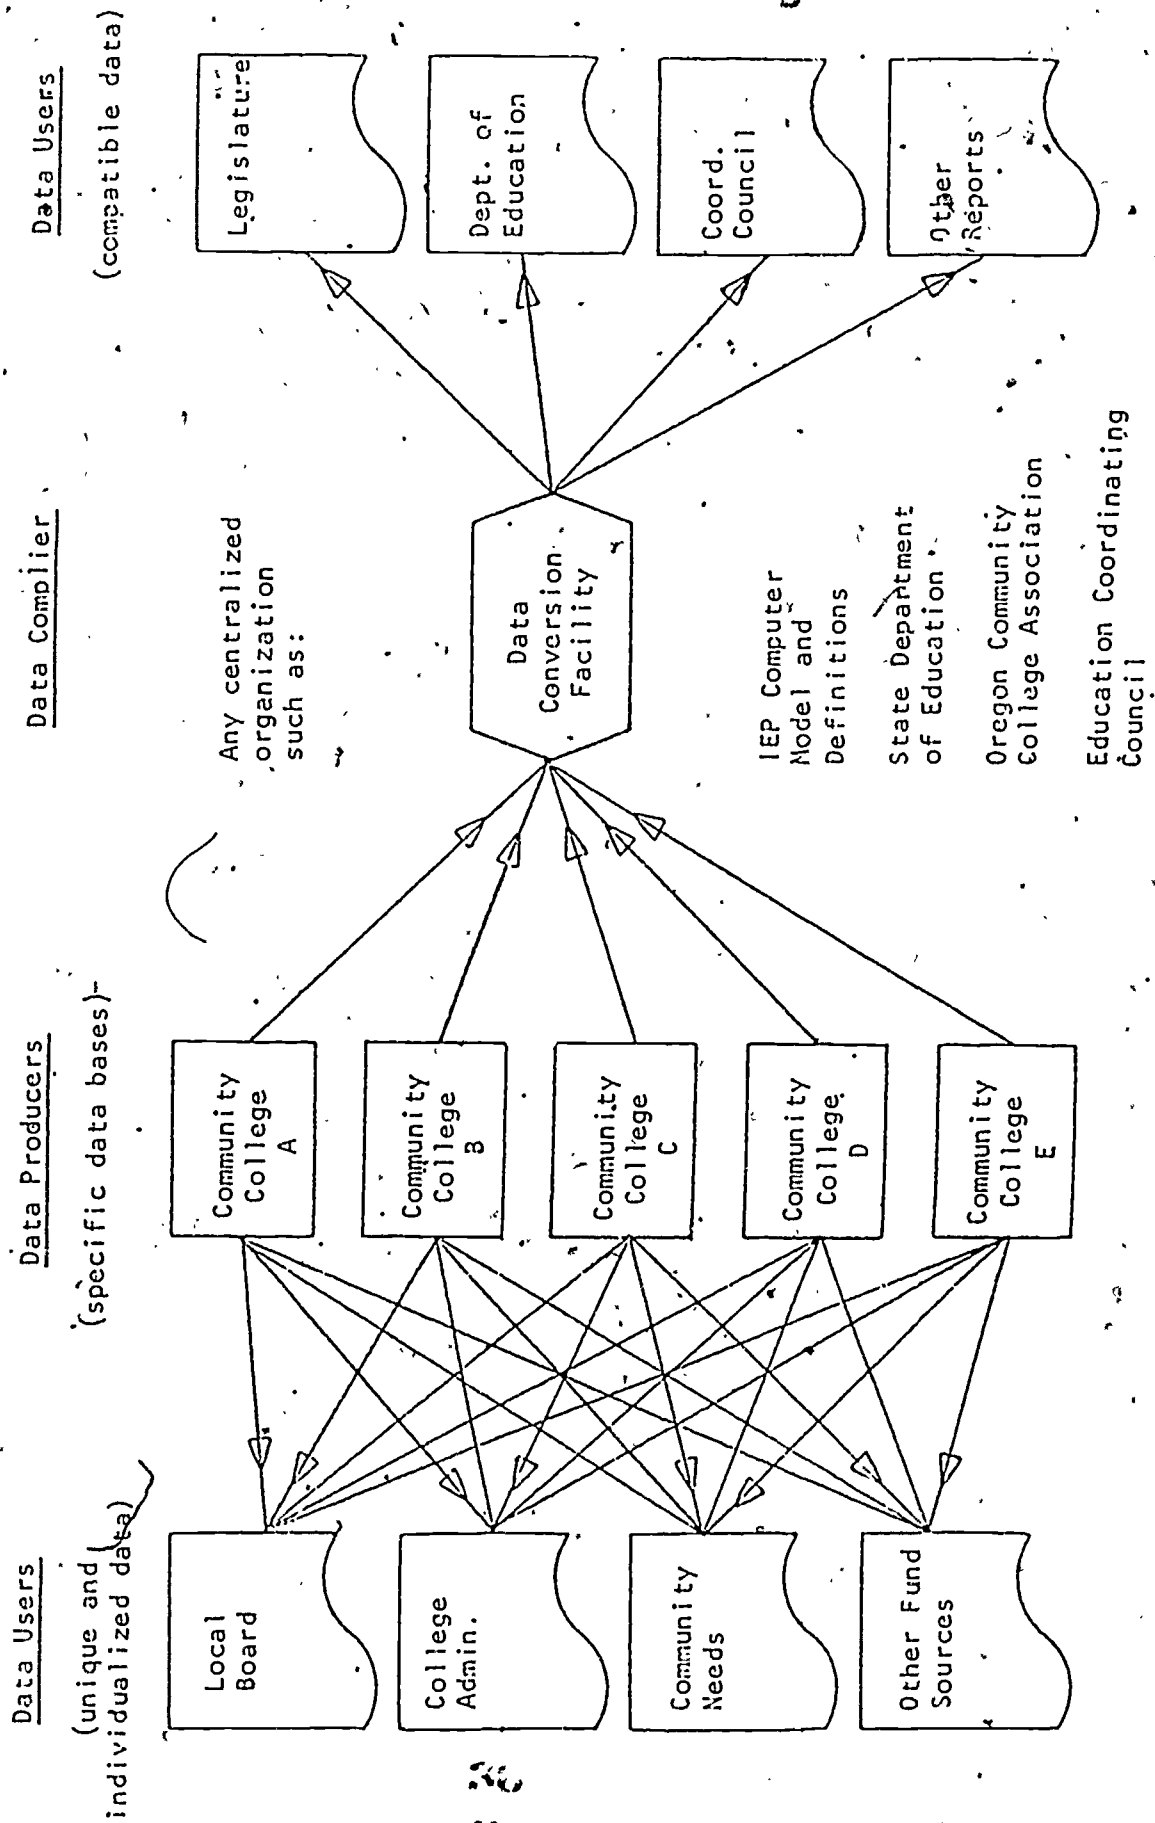 Data Users
(unique and
individualized data)
Local
Board
College
Admin.
Community
Needs
Other Fund
Sources
Data Producers
(specific data bases)
Community
College
A
Community
College
B
Community
College
C
Community
College
D
Community
College
E
Data Complier
Any centralized
organization
such as:
Data
Conversion
Facility
IEP Computer
Model and
Definitions
State Department
of Education
Oregon Community
College Association
Education Coordinating
Council
Data Users
(compatible data)
Legislature
Dept. of
Education
Coord.
Council
Other
Reports
36